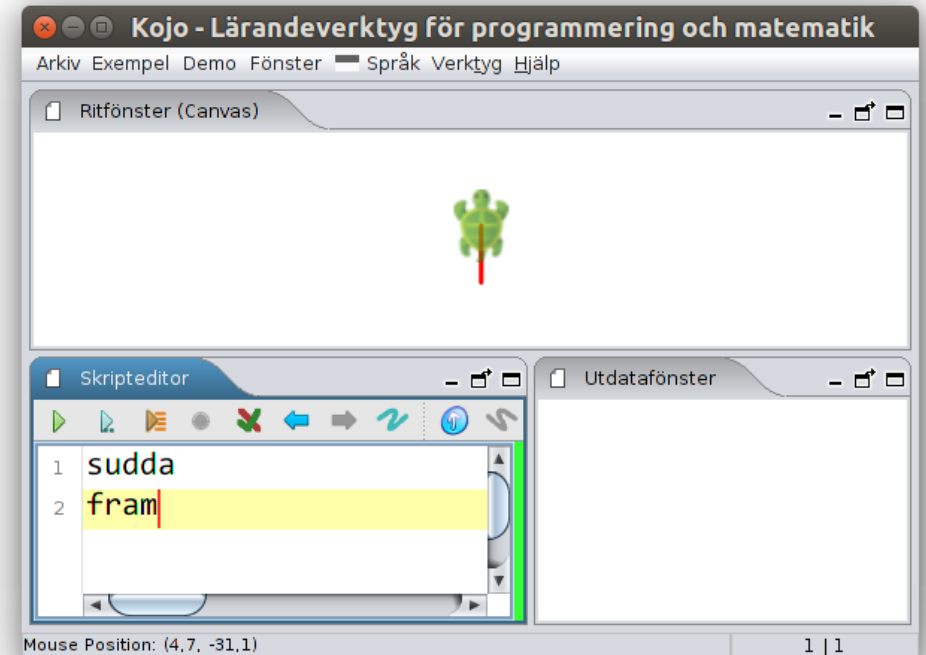 Kojo - Lärandeverktyg för programmering och matematik
Arkiv Exempel Demo Fönster Språk Verktyg Hjälp
Ritfönster (Canvas)
Skripteditor
Utdatafönster
1 sudda
2 fram
Mouse Position: (4,7, -31,1)
1 | 1